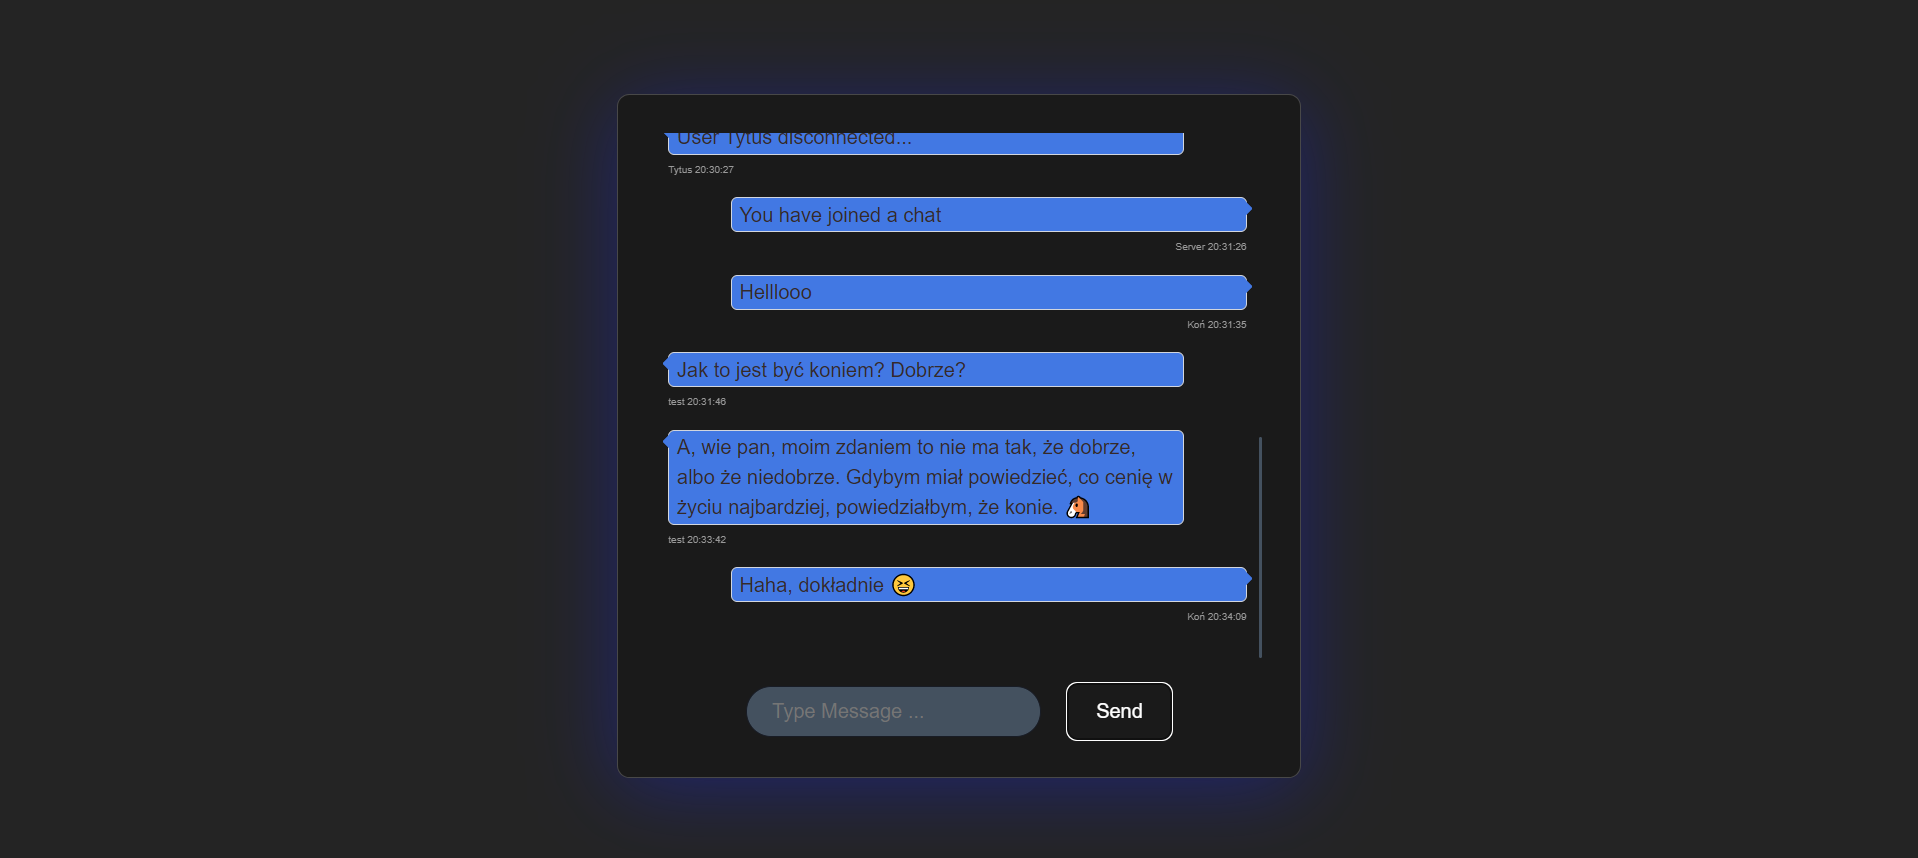 User Tytus disconnected...
Tytus 20:30:27
You have joined a chat
Server 20:31:26
Helllooo
Koń 20:31:35
Jak to jest być koniem? Dobrze?
test 20:31:46
A, wie pan, moim zdaniem to nie ma tak, że dobrze,
albo że niedobrze. Gdybym miał powiedzieć, co cenię w
życiu najbardziej, powiedziałbym, że konie. 🐴
test 20:33:42
Haha, dokładnie 😆
Koń 20:34:09
Type Message ...
Send